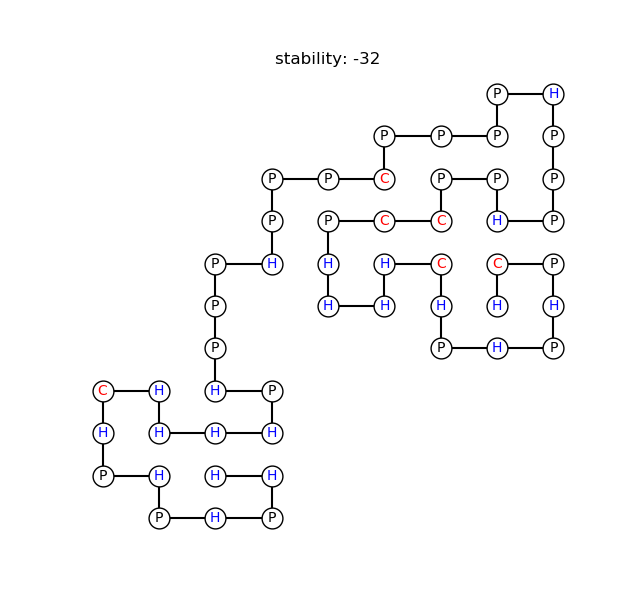 stability: -32
P H
P P P P
P P C P P P
P P C C H P
P H H H C C P
P H H H H H
P P H P
C H H P
H H H H
P H H H
P H P